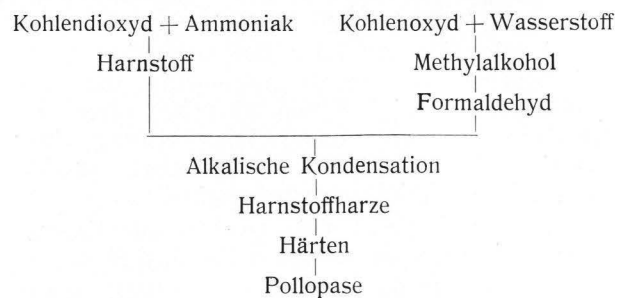 Kohlendioxyd + Ammoniak Kohlenoxyd + Wasserstoff
Harnstoff Methylalkohol
Formaldehyd
Alkalische Kondensation
Harnstoffharze
Härten
Pollopase